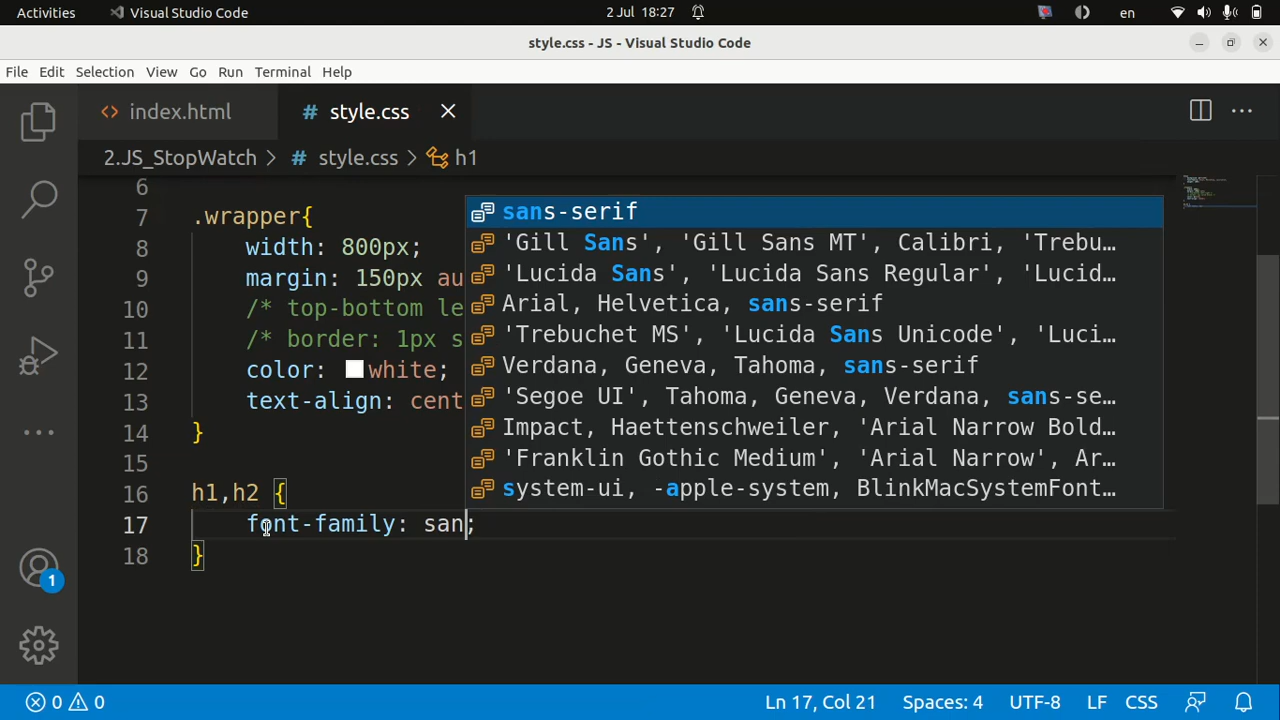 Activities Visual Studio Code 2 Jul 18:27 en
style.css - JS - Visual Studio Code
File Edit Selection View Go Run Terminal Help
<> index.html # style.css
2.JS_StopWatch > # style.css > h1
6
7 .wrapper{
8 width: 800px;
9 margin: 150px au
10 /* top-bottom le
11 /* border: 1px s
12 color: white;
13 text-align: cent
14 }
15
16 h1,h2 {
17 font-family: san;
18 }
sans-serif
'Gill Sans', 'Gill Sans MT', Calibri, 'Trebu…
'Lucida Sans', 'Lucida Sans Regular', 'Lucid…
Arial, Helvetica, sans-serif
'Trebuchet MS', 'Lucida Sans Unicode', 'Luci…
Verdana, Geneva, Tahoma, sans-serif
'Segoe UI', Tahoma, Geneva, Verdana, sans-se…
Impact, Haettenschweiler, 'Arial Narrow Bold…
'Franklin Gothic Medium', 'Arial Narrow', Ar…
system-ui, -apple-system, BlinkMacSystemFont…
1
0 0 Ln 17, Col 21 Spaces: 4 UTF-8 LF CSS